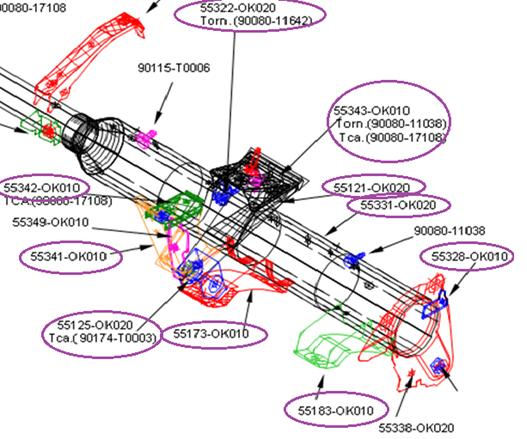 0080-17108
55322-OK020
Torn.(90080-11642)
90115-T0006
55343-OK010
Torn.(90080-11038)
Tca.(90080-17108)
55342-OK010
TCA.(90080-17108)
55121-OK020
55331-OK020
55349-OK010
90080-11038
55341-OK010
55328-OK010
55125-OK020
Tca.(90174-T0003)
55173-OK010
55183-OK010
55338-OK020